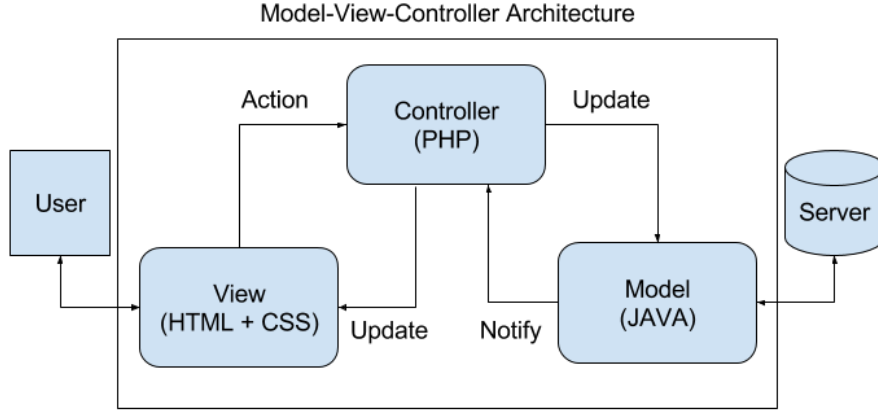 Model-View-Controller Architecture
Action
Controller
(PHP)
Update
User
Server
View
(HTML + CSS)
Update
Notify
Model
(JAVA)